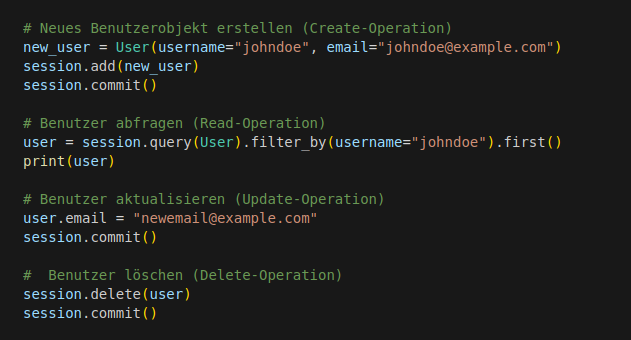 # Neues Benutzerobjekt erstellen (Create-Operation)
new_user = User(username="johndoe", email="johndoe@example.com")
session.add(new_user)
session.commit()
# Benutzer abfragen (Read-Operation)
user = session.query(User).filter_by(username="johndoe").first()
print(user)
# Benutzer aktualisieren (Update-Operation)
user.email = "newemail@example.com"
session.commit()
#  Benutzer löschen (Delete-Operation)
session.delete(user)
session.commit()